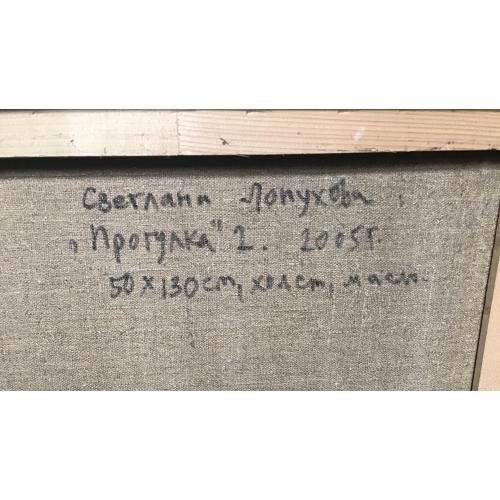 Светлана Лопухова
„Прогулка" 2. 2005г.
50х130см, холст, масло.